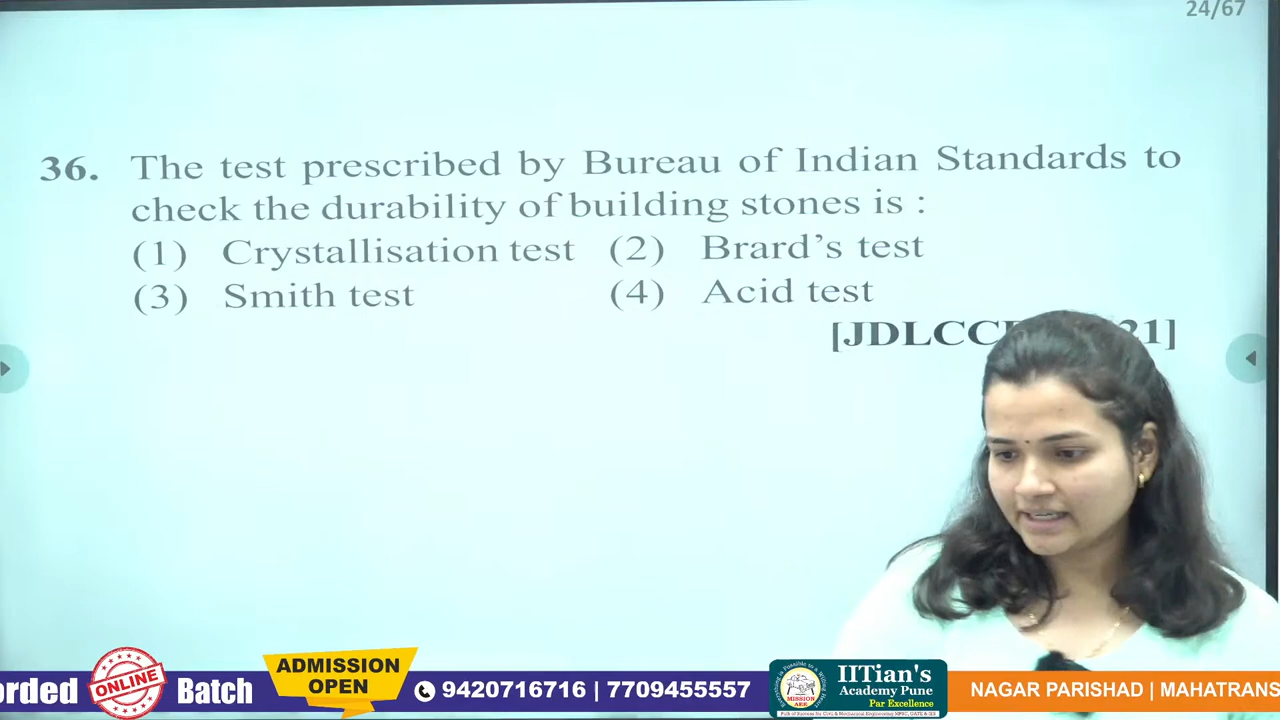 24/67
36. The test prescribed by Bureau of Indian Standards to
check the durability of building stones is :
(1) Crystallisation test (2) Brard's test
(3) Smith test (4) Acid test
[JDLCC 21]
ONLINE Batch
ADMISSION
OPEN
9420716716 | 7709455557
MISSION
IITian's
Academy Pune
Par Excellence
NAGAR PARISHAD | MAHATRANS